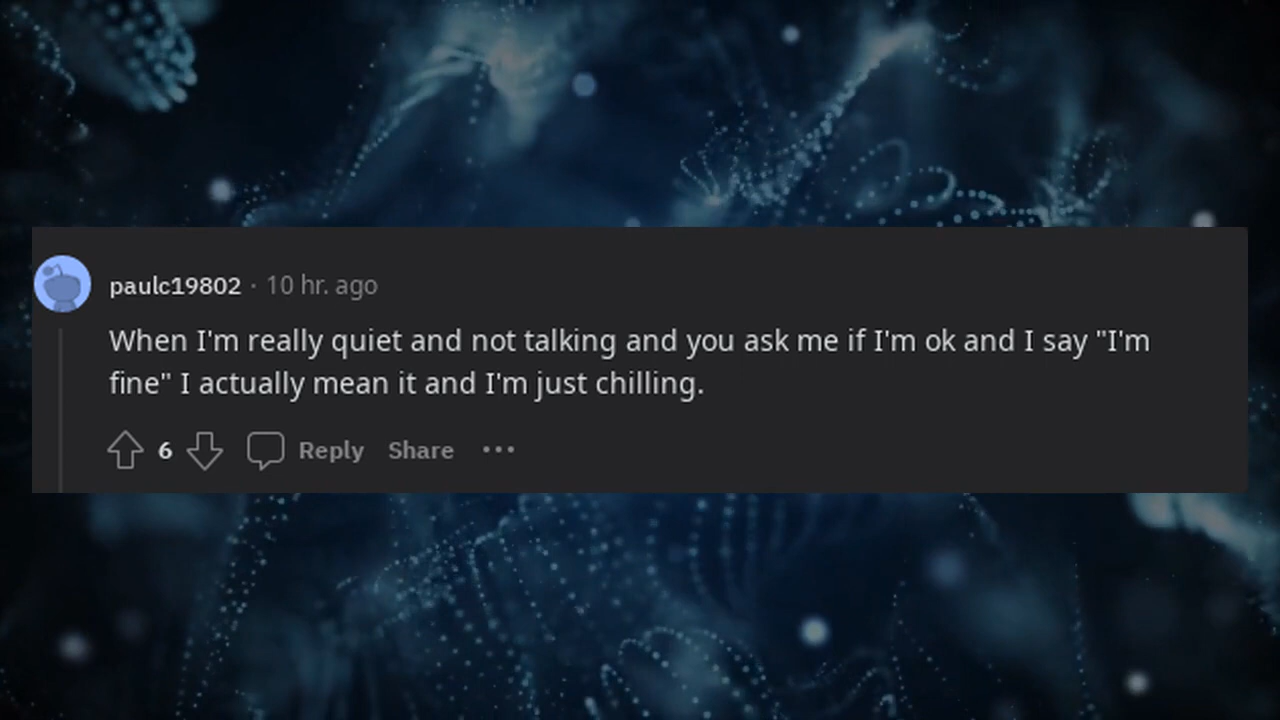 paulc19802 · 10 hr. ago
When I'm really quiet and not talking and you ask me if I'm ok and I say "I'm
fine" I actually mean it and I'm just chilling.
6 Reply Share •••